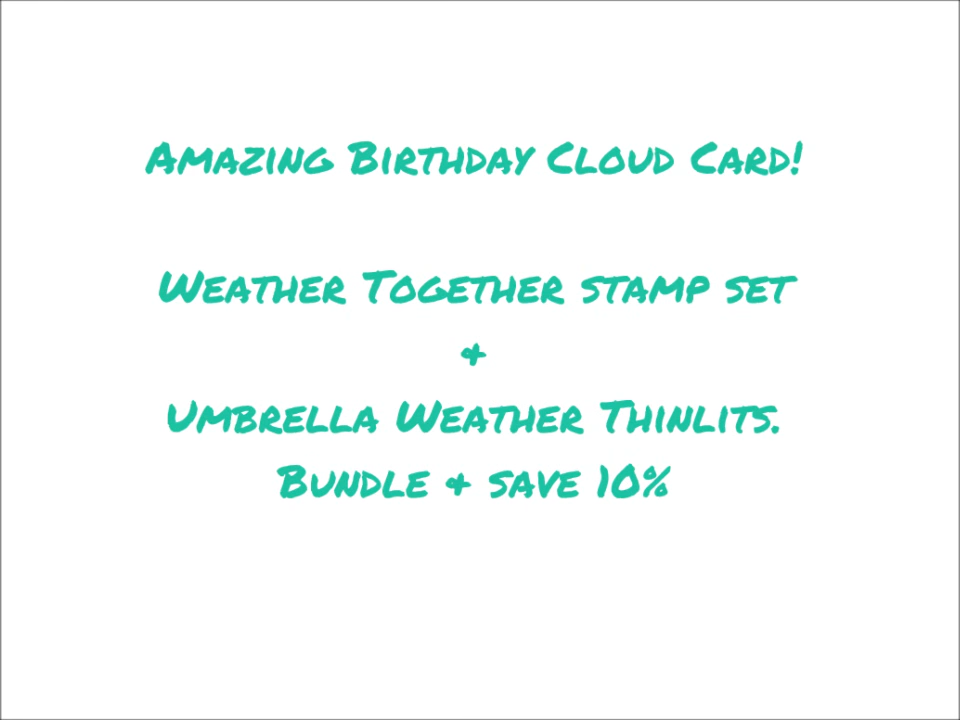 Amazing Birthday Cloud Card!
Weather Together stamp set
&
Umbrella Weather Thinlits.
Bundle & save 10%